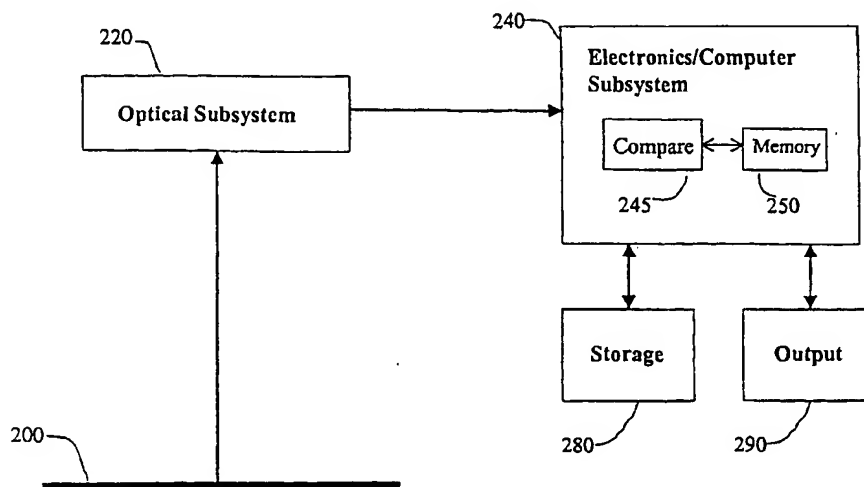 220
Optical Subsystem
240
Electronics/Computer
Subsystem
Compare
Memory
245
250
Storage
Output
280
290
200